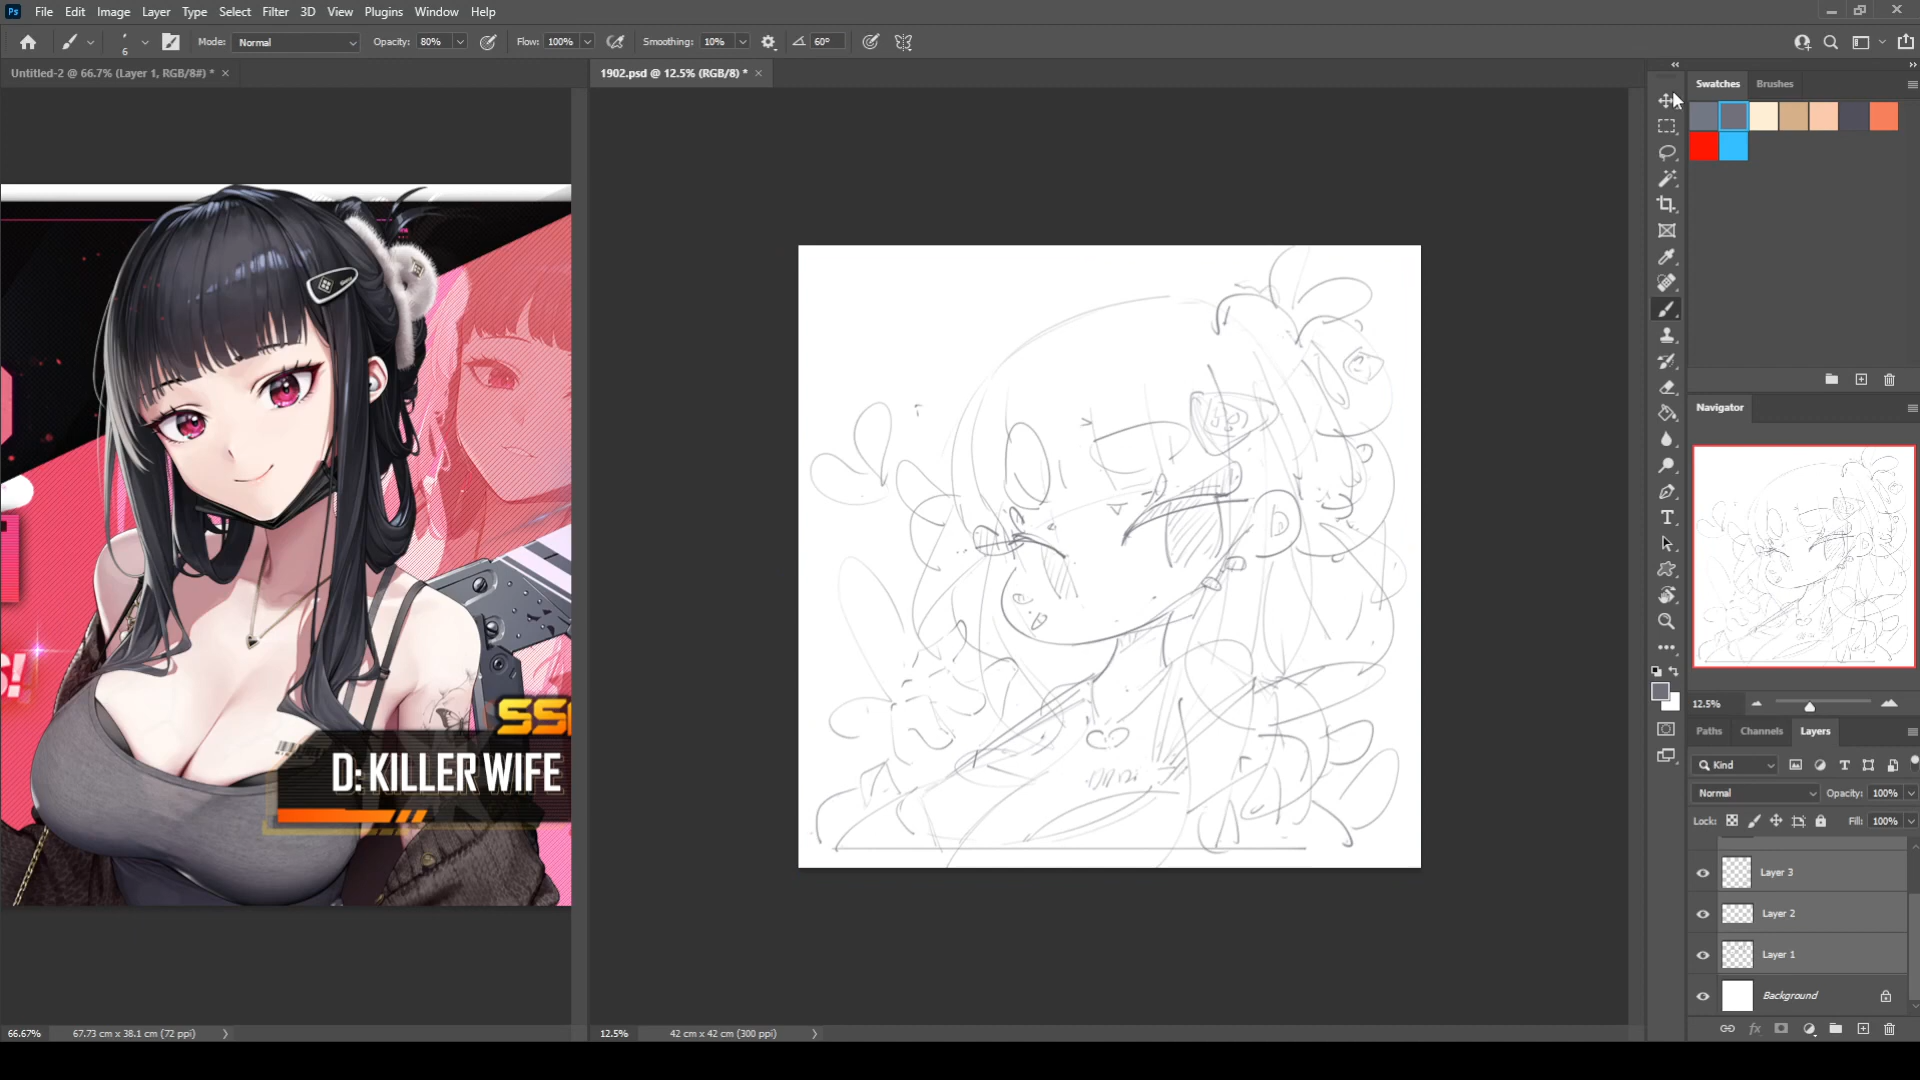 Ps File Edit Image Layer Type Select Filter 3D View Plugins Window Help
6 Mode: Normal Opacity: 80% Flow: 100% Smoothing: 10% 60°
Untitled-2 @ 66.7% (Layer 1, RGB/8#) * ×
1902.psd @ 12.5% (RGB/8) * ×
Swatches Brushes
Navigator
12.5%
Paths Channels Layers
Kind
Normal Opacity: 100%
Lock: Fill: 100%
Layer 3
Layer 2
Layer 1
Background
fx
S!
SS
D: KILLER WIFE
66.67% 67.73 cm x 38.1 cm (72 ppi)
12.5% 42 cm x 42 cm (300 ppi)